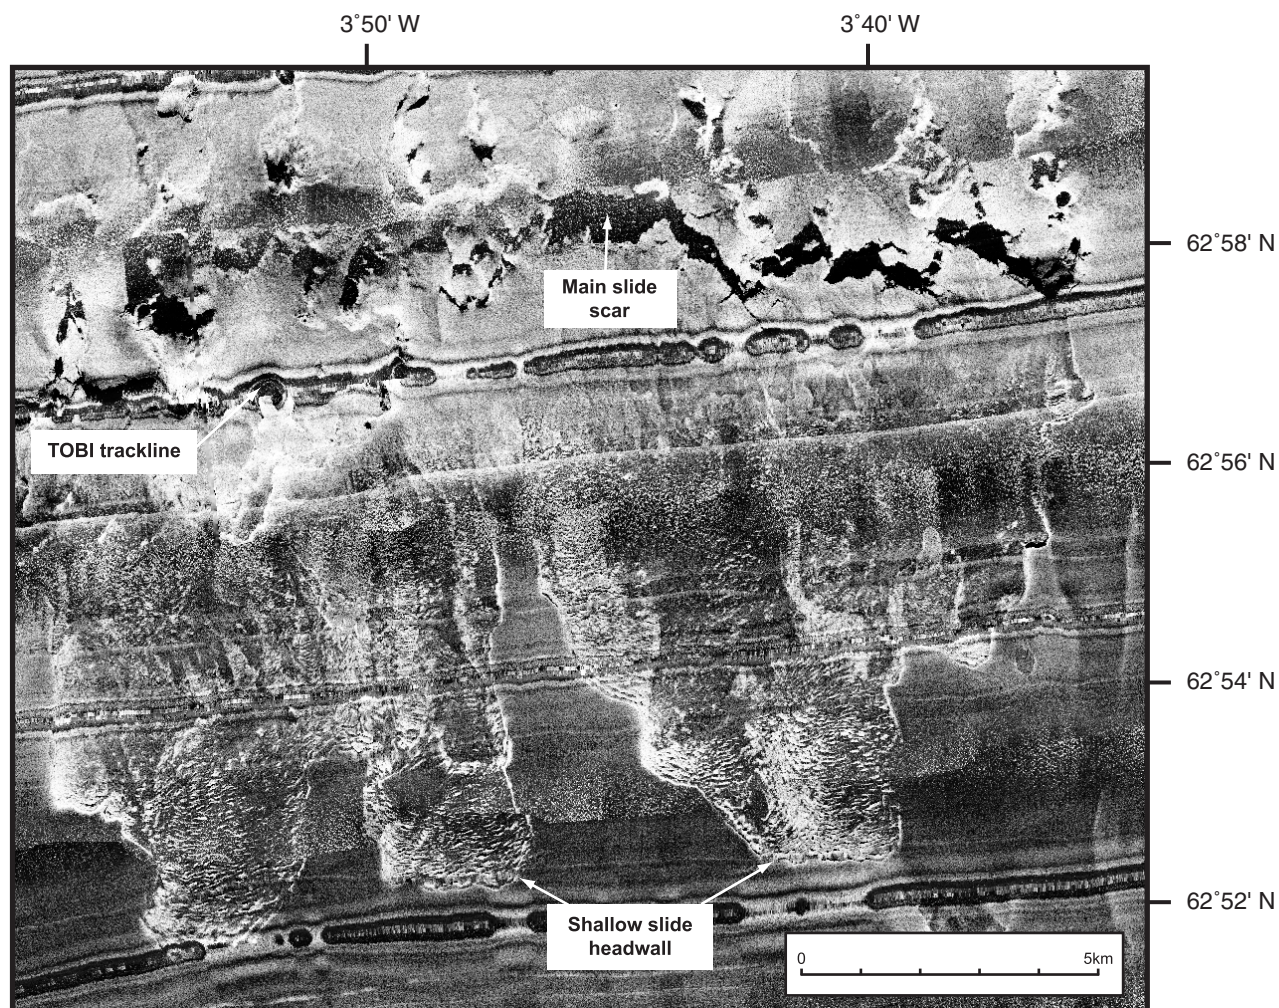 3˚50' W
3˚40' W
62˚58' N
Main slide
scar
TOBI trackline
62˚56' N
62˚54' N
62˚52' N
Shallow slide
headwall
0
5km